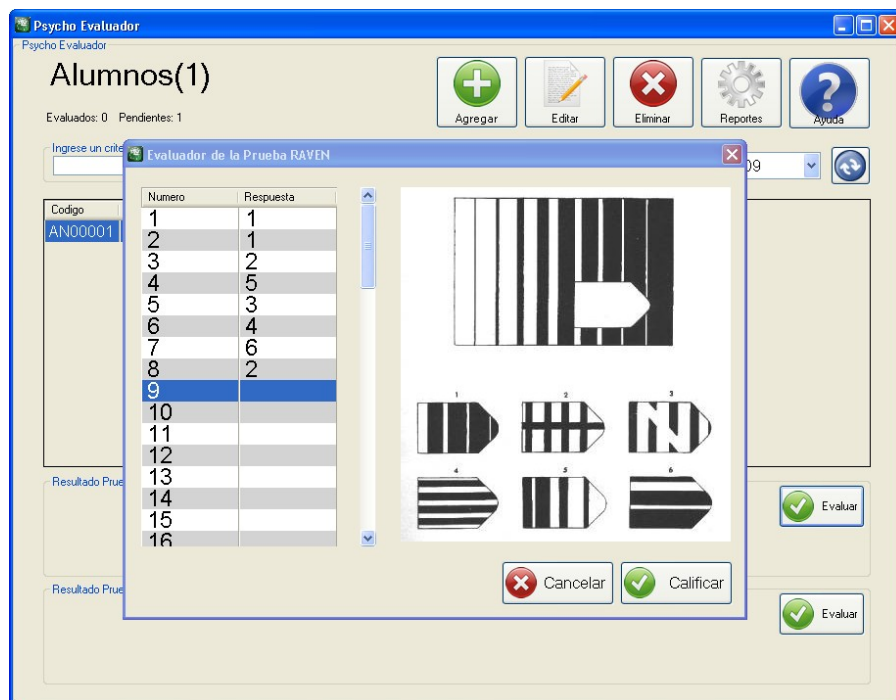 Psycho Evaluador
Psycho Evaluador
Alumnos(1)
Evaluados: 0 Pendientes: 1
Agregar
Editar
Eliminar
Reportes
Ayuda
Ingrese un crite
09
Codigo
AN00001
Evaluador de la Prueba RAVEN
Numero Respuesta
1 1
2 1
3 2
4 5
5 3
6 4
7 6
8 2
9
10
11
12
13
14
15
16
1 2 3
4 5 6
Cancelar
Calificar
Resultado Prue
Evaluar
Resultado Prue
Evaluar